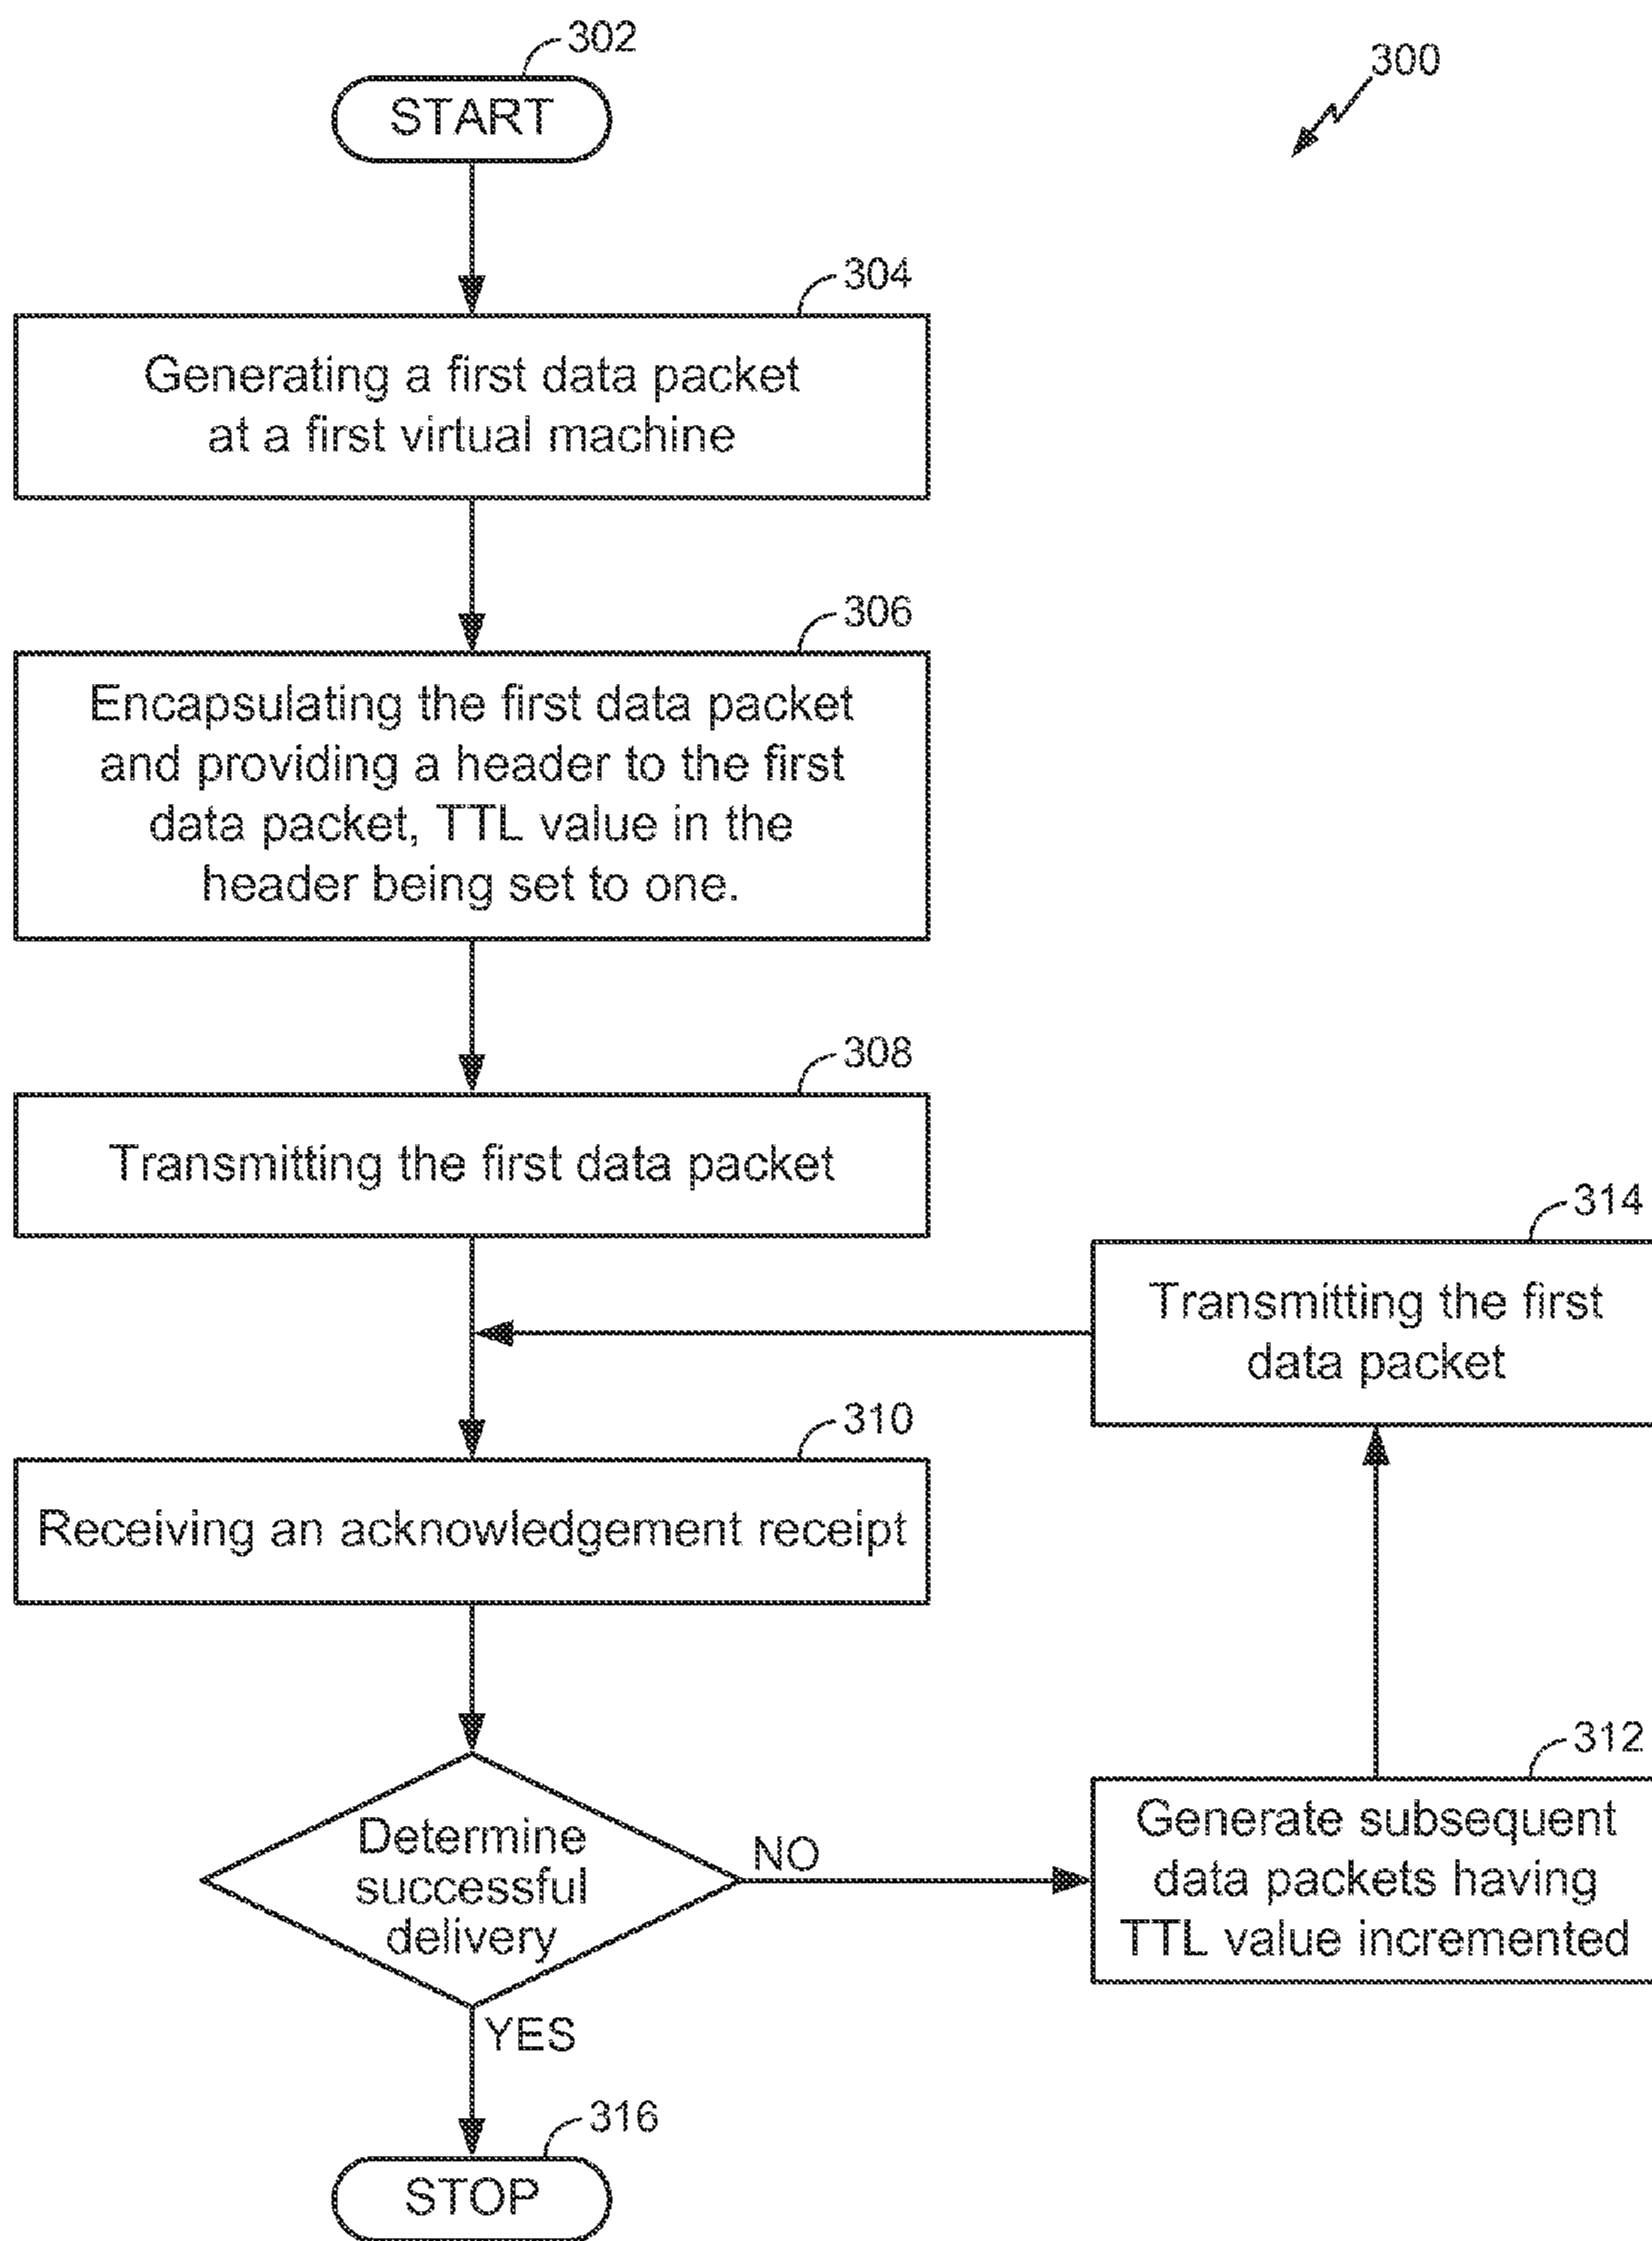 302
START
300
304
Generating a first data packet
at a first virtual machine
306
Encapsulating the first data packet
and providing a header to the first
data packet, TTL value in the
header being set to one.
308
Transmitting the first data packet
314
Transmitting the first
data packet
310
Receiving an acknowledgement receipt
Determine
successful
delivery
NO
312
Generate subsequent
data packets having
TTL value incremented
YES
316
STOP